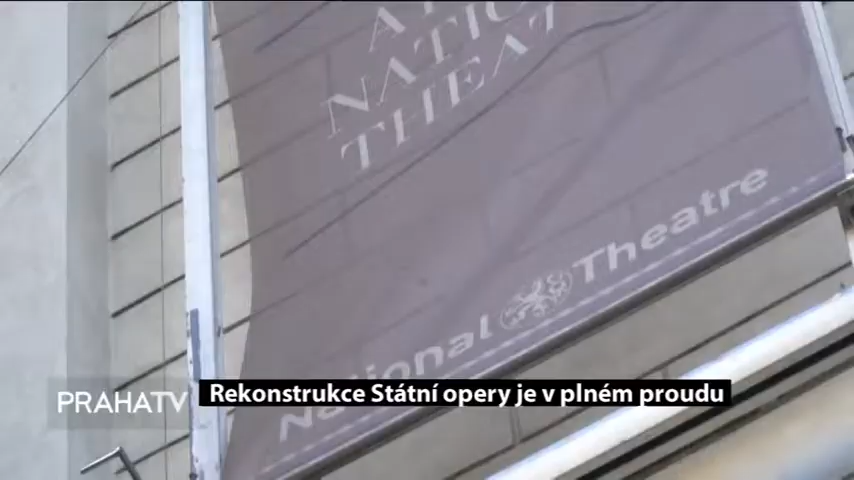 NATIO
THEAT
National Theatre
PRAHATV
Rekonstrukce Státní opery je v plném proudu